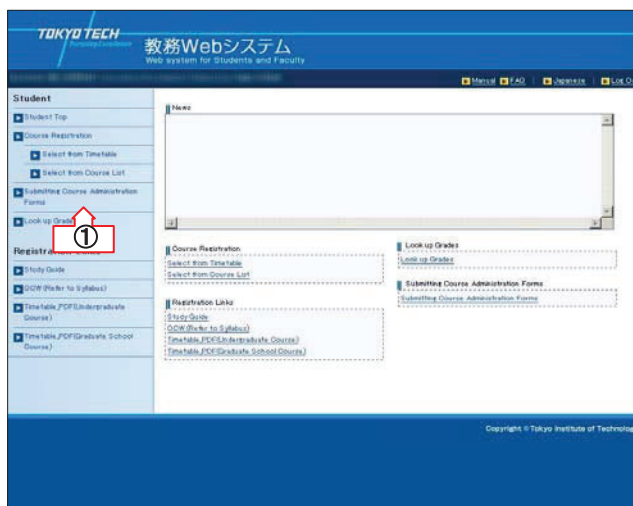 TOKYO TECH
Pursuing Excellence
教務Webシステム
Web system for Students and Faculty
Manual FAQ Japanese Log O
Student
Student Top
Course Registration
Select from Timetable
Select from Course List
Submitting Course Administration
Forms
Look up Grade
①
Registra
Study Guide
OCW (Refer to Sylabus)
Timetable,PDF(Undergraduate
Course)
Timetable,PDF(Graduate School
Course)
News
Course Registration
Select from Timetable
Select from Course List
Registration Links
Study Guide
OCW (Refer to Sylabus)
Timetable,PDF(Undergraduate Course)
Timetable,PDF(Graduate School Course)
Look up Grades
Look up Grades
Submitting Course Administration Forms
Submitting Course Administration Forms
Copyright © Tokyo Institute of Technolog